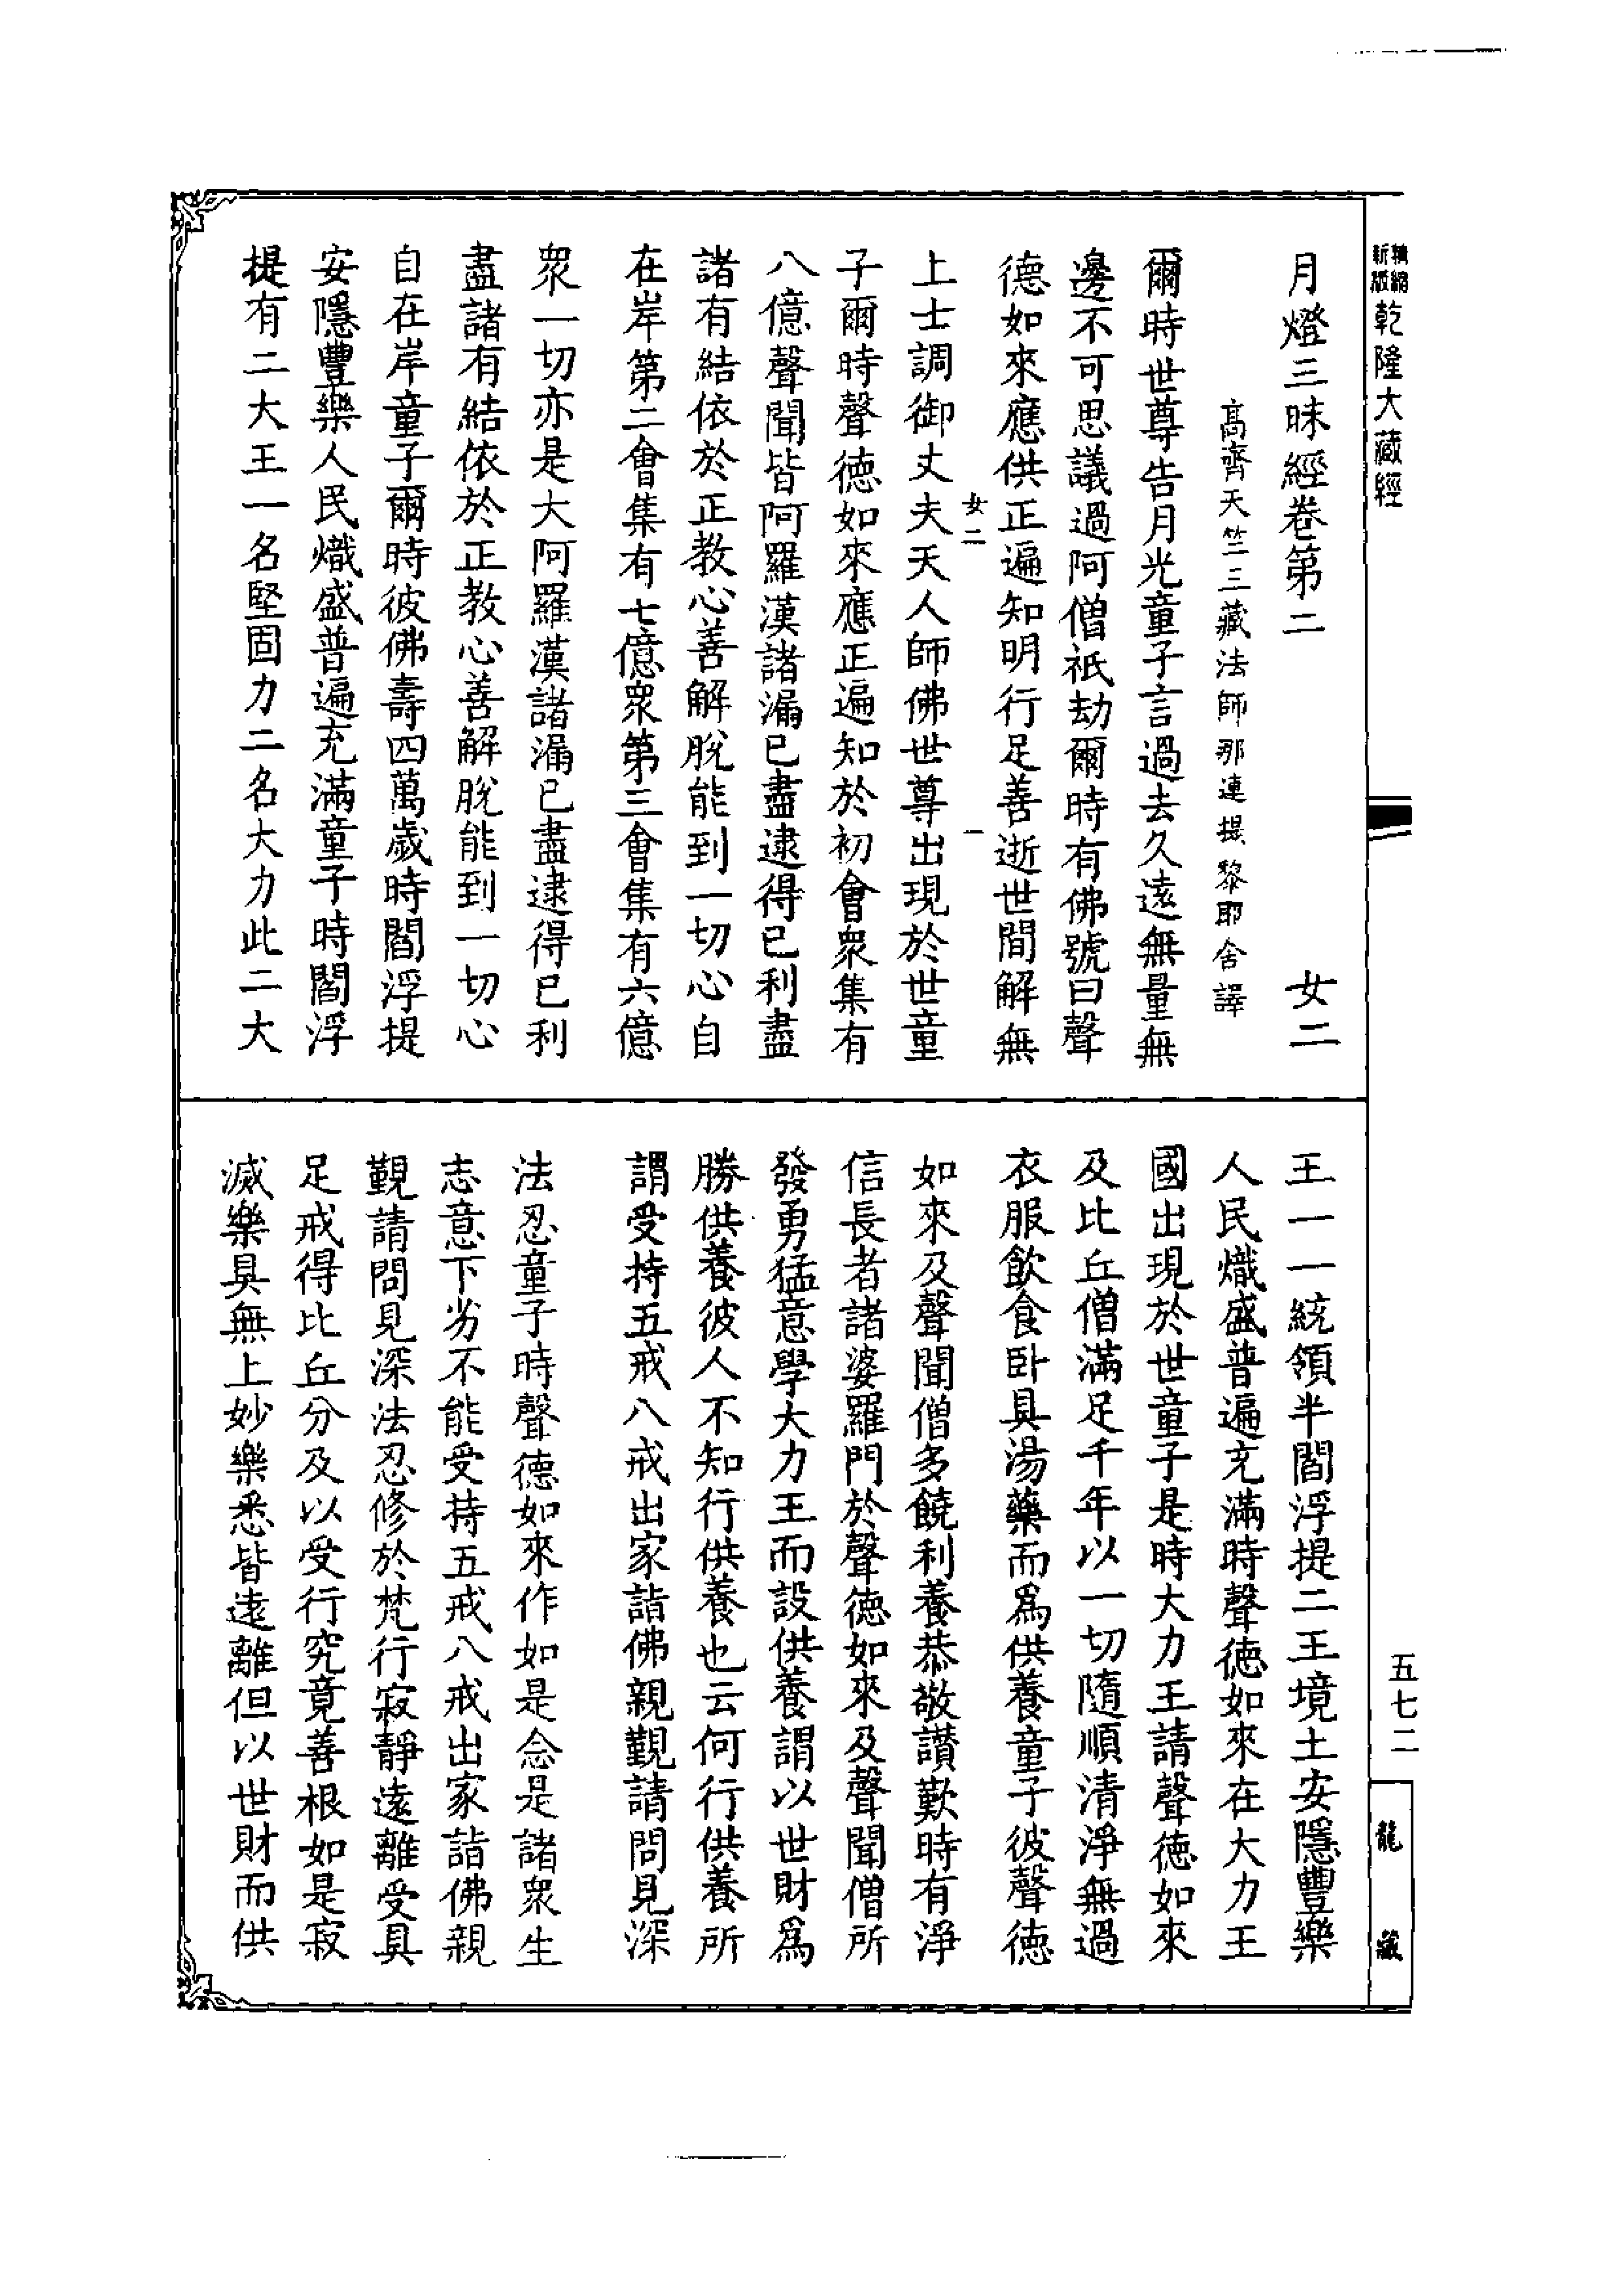 精縮
新版
乾隆大藏經
月燈三昧經卷第二 女二
高齊天竺三藏法師那連提黎耶舍譯
爾時世尊告月光童子言過去久遠無量無
邊不可思議過阿僧祇劫爾時有佛號曰聲
德如來應供正遍知明行足善逝世間解無
女二 一
上士調御丈夫天人師佛世尊出現於世童
子爾時聲德如來應正遍知於初會眾集有
八億聲聞皆阿羅漢諸漏已盡逮得已利盡
諸有結依於正教心善解脫能到一切心自
在岸第二會集有七億眾第三會集有六億
眾一切亦是大阿羅漢諸漏已盡逮得已利
盡諸有結依於正教心善解脫能到一切心
自在岸童子爾時彼佛壽四萬歲時閻浮提
安隱豐樂人民熾盛普遍充滿童子時閻浮
提有二大王一名堅固力二名大力此二大
王一一統領半閻浮提二王境土安隱豐樂
人民熾盛普遍充滿時聲德如來在大力王
國出現於世童子是時大力王請聲德如來
及比丘僧滿足千年以一切隨順清淨無過
衣服飲食臥具湯藥而為供養童子彼聲德
如來及聲聞僧多饒利養恭敬讚歎時有淨
信長者諸婆羅門於聲德如來及聲聞僧所
發勇猛意學大力王而設供養謂以世財為
勝供養彼人不知行供養也云何行供養所
謂受持五戒八戒出家詣佛親覲請問見深
法忍童子時聲德如來作如是念是諸眾生
志意下劣不能受持五戒八戒出家詣佛親
覲請問見深法忍修於梵行寂靜遠離受具
足戒得比丘分及以受行究竟善根如是寂
滅樂具無上妙樂悉皆遠離但以世財而供
五七二
龍藏